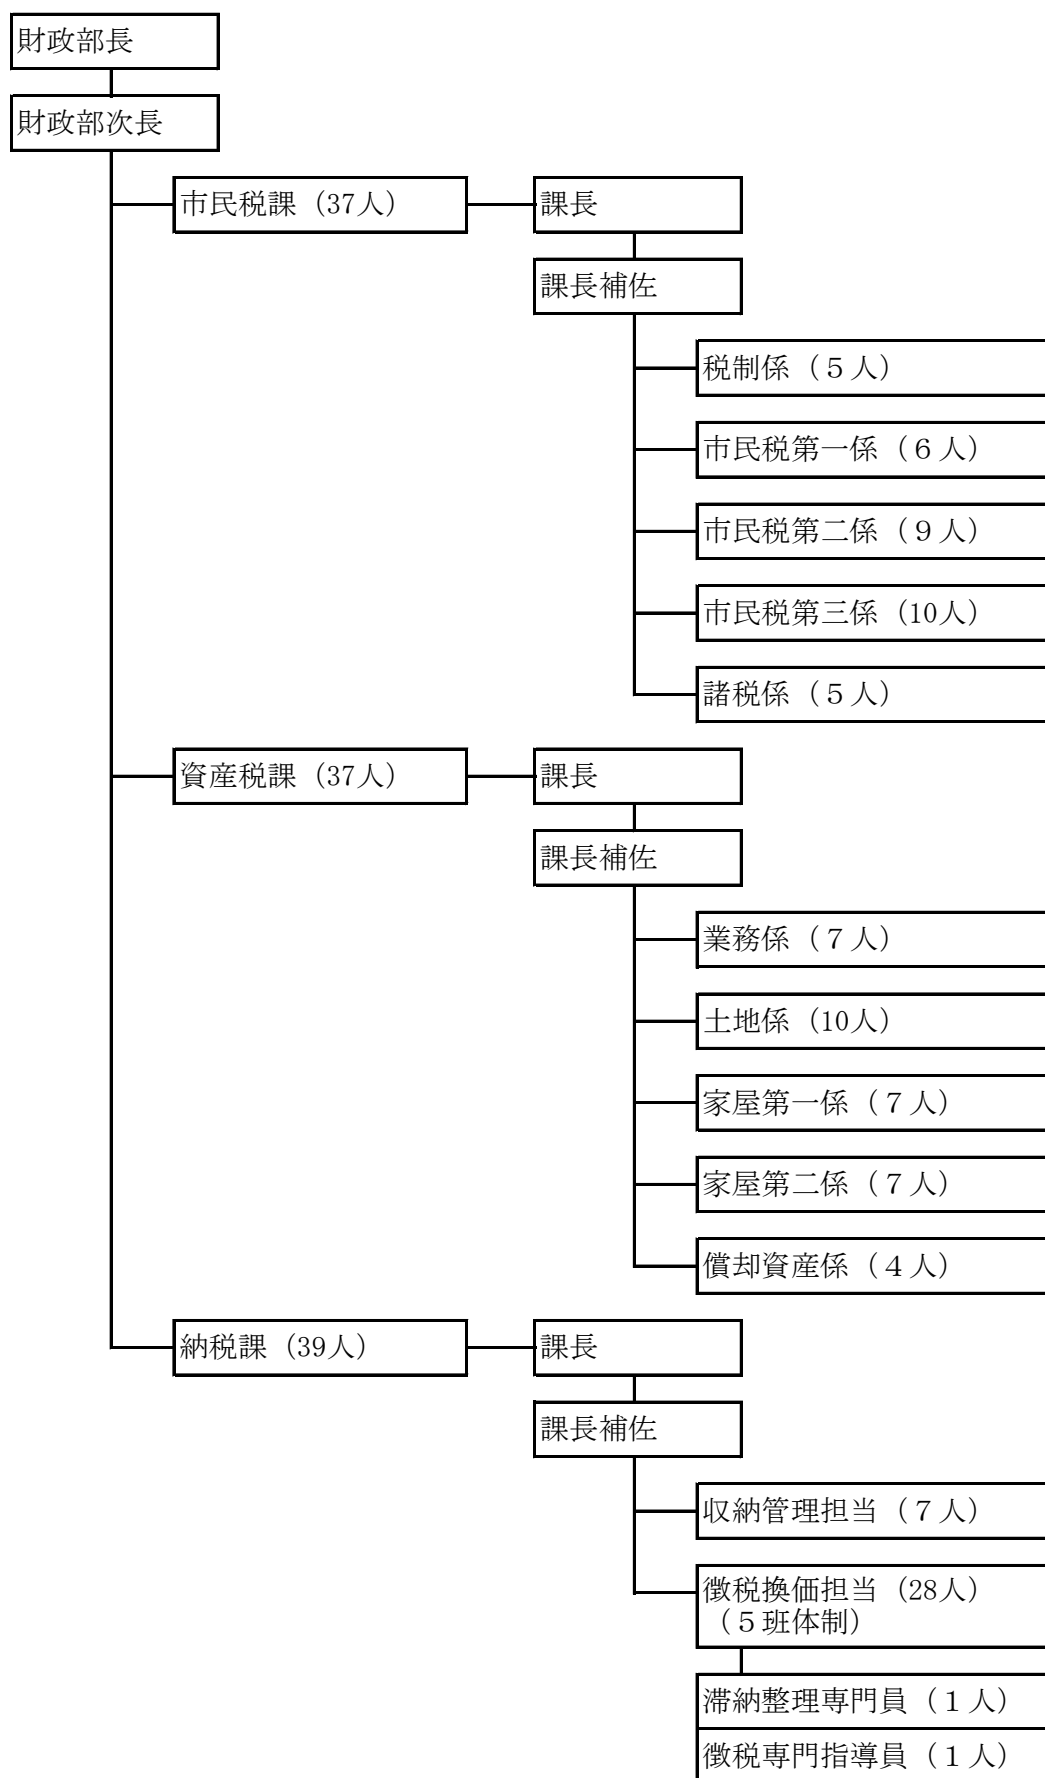 財政部長
財政部次長
市民税課（37人）
課長
課長補佐
税制係（５人）
市民税第一係（６人）
市民税第二係（９人）
市民税第三係（10人）
諸税係（５人）
資産税課（37人）
課長
課長補佐
業務係（７人）
土地係（10人）
家屋第一係（７人）
家屋第二係（７人）
償却資産係（４人）
納税課（39人）
課長
課長補佐
収納管理担当（７人）
徴税換価担当（28人）
（５班体制）
滞納整理専門員（１人）
徴税専門指導員（１人）